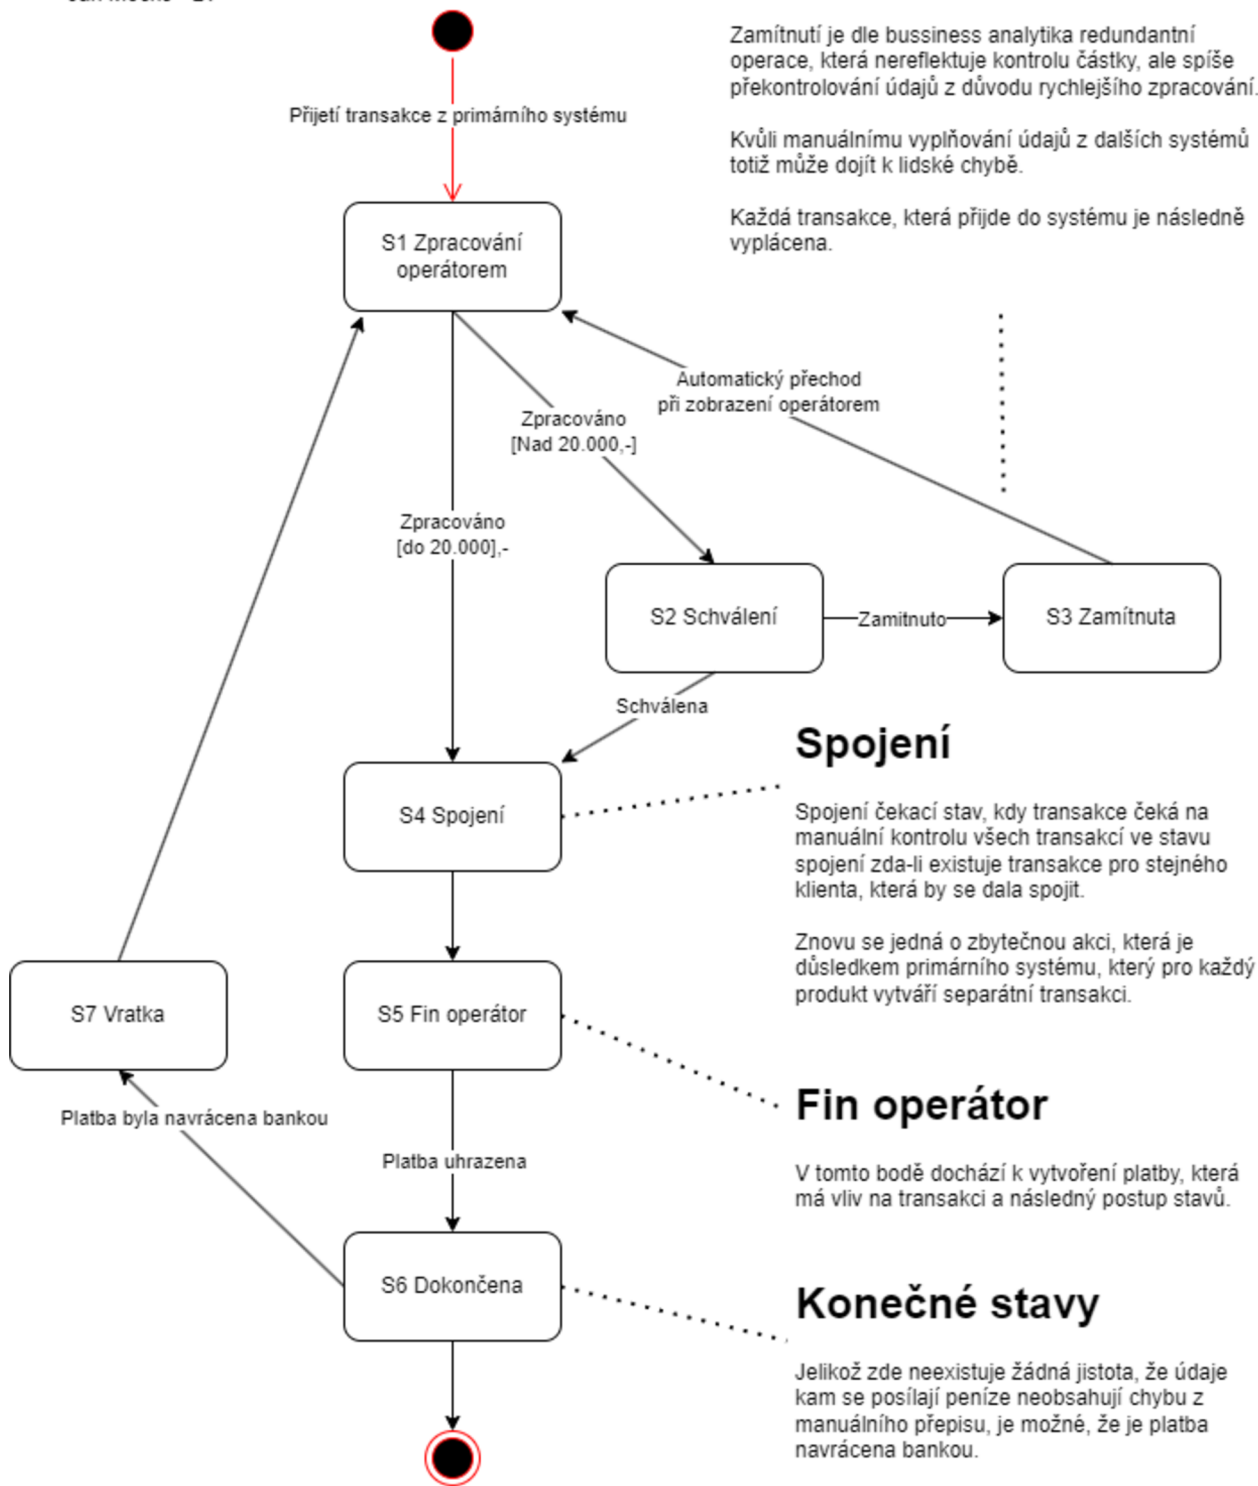 Zamítnutí je dle bussiness analytika redundantní
operace, která nereflektuje kontrolu částky, ale spíše
překontrolování údajů z důvodu rychlejšího zpracování.
Kvůli manuálnímu vyplňování údajů z dalších systémů
totiž může dojít k lidské chybě.
Každá transakce, která přijde do systému je následně
vyplácena.
Přijetí transakce z primárního systému
S1 Zpracování
operátorem
Automatický přechod
při zobrazení operátorem
Zpracováno
[Nad 20.000,-]
Zpracováno
[do 20.000],-
S2 Schválení
Zamitnuto
S3 Zamítnuta
Schválena
S4 Spojení
Spojení
Spojení čekací stav, kdy transakce čeká na
manuální kontrolu všech transakcí ve stavu
spojení zda-li existuje transakce pro stejného
klienta, která by se dala spojit.
Znovu se jedná o zbytečnou akci, která je
důsledkem primárního systému, který pro každý
produkt vytváří separátní transakci.
S7 Vratka
S5 Fin operátor
Platba byla navrácena bankou
Platba uhrazena
Fin operátor
V tomto bodě dochází k vytvoření platby, která
má vliv na transakci a následný postup stavů.
S6 Dokončena
Konečné stavy
Jelikož zde neexistuje žádná jistota, že údaje
kam se posílají peníze neobsahují chybu z
manuálního přepisu, je možné, že je platba
navrácena bankou.